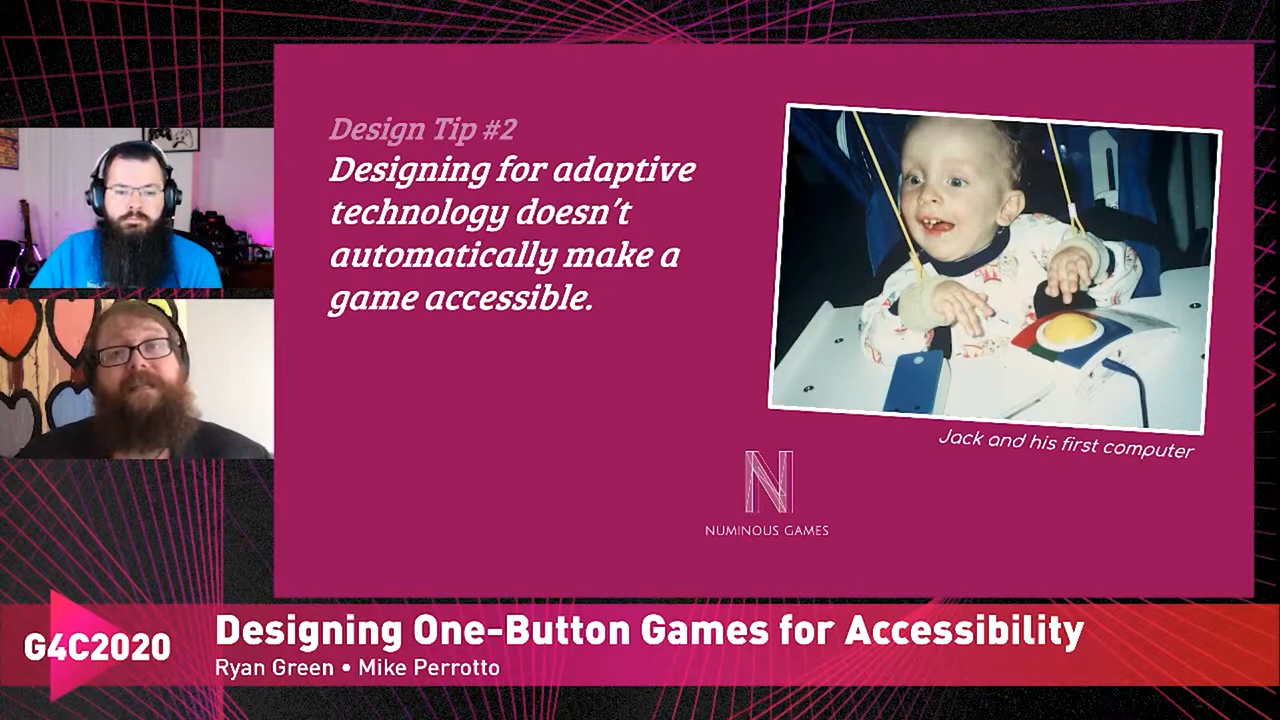 Design Tip #2
Designing for adaptive
technology doesn't
automatically make a
game accessible.
Jack and his first computer
N
NUMINOUS GAMES
G4C2020
Designing One-Button Games for Accessibility
Ryan Green • Mike Perrotto